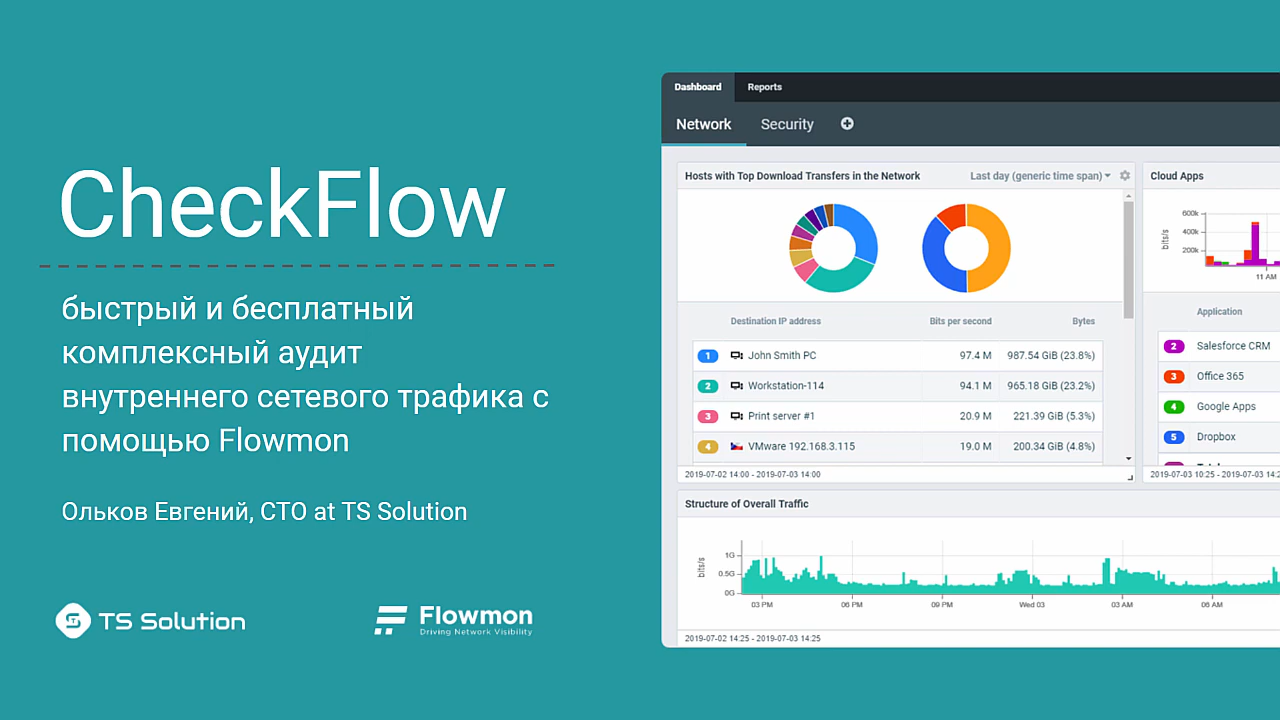 CheckFlow
быстрый и бесплатный
комплексный аудит
внутреннего сетевого трафика с
помощью Flowmon
Ольков Евгений, CTO at TS Solution
TS Solution
Flowmon
Driving Network Visibility
Dashboard Reports
Network Security
Hosts with Top Download Transfers in the Network Last day (generic time span)
Destination IP address Bits per second Bytes
1 John Smith PC 97.4 M 987.54 GiB (23.8%)
2 Workstation-114 94.1 M 965.18 GiB (23.2%)
3 Print server #1 20.9 M 221.39 GiB (5.3%)
4 VMware 192.168.3.115 19.0 M 200.34 GiB (4.8%)
2019-07-02 14:00 - 2019-07-03 14:00
Cloud Apps
bits/s
600k
400k
200k
11 AM
Application
2 Salesforce CRM
3 Office 365
4 Google Apps
5 Dropbox
2019-07-03 10:25 - 2019-07-03 14:2
Structure of Overall Traffic
bits/s
1G
0.5G
0G
03 PM 06 PM 09 PM Wed 03 03 AM 06 AM
2019-07-02 14:25 - 2019-07-03 14:25